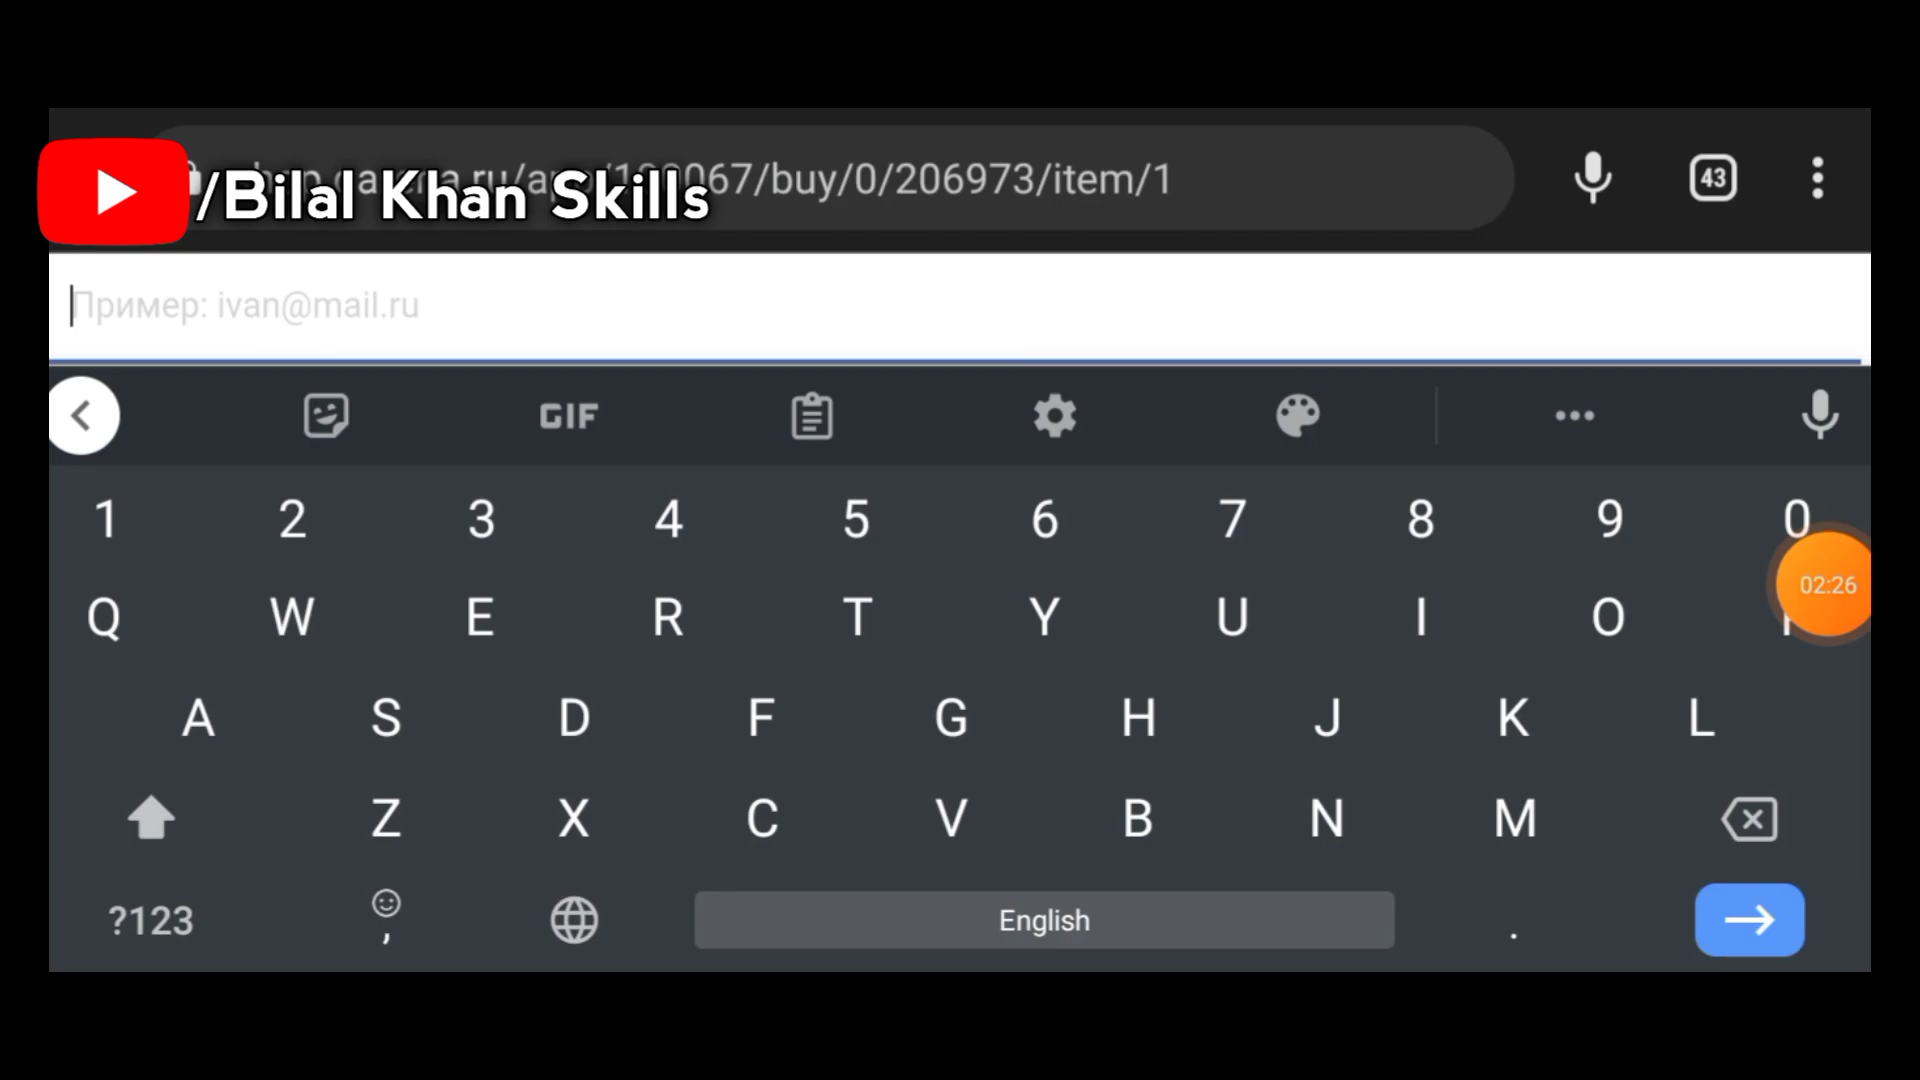 /Bilal Khan Skills
067/buy/0/206973/item/1
43
Пример: ivan@mail.ru
GIF
1 2 3 4 5 6 7 8 9 0
02:26
Q W E R T Y U I O
A S D F G H J K L
Z X C V B N M
?123 , English .